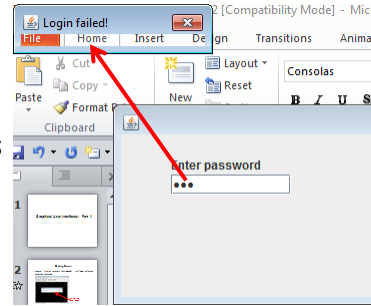 Login failed!
2 [Compatibility Mode] - Mic
File Home Insert Design Transitions Anima
Cut
Copy
Paste
Format
Clipboard
New
Layout
Reset
Consolas
B I U S
Enter password
•••
1
2